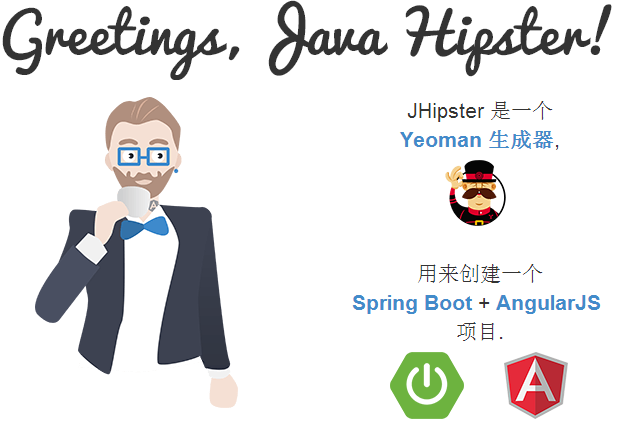 Greetings, Java Hipster!
JHipster 是一个
Yeoman 生成器,
用来创建一个
Spring Boot + AngularJS
项目.
A